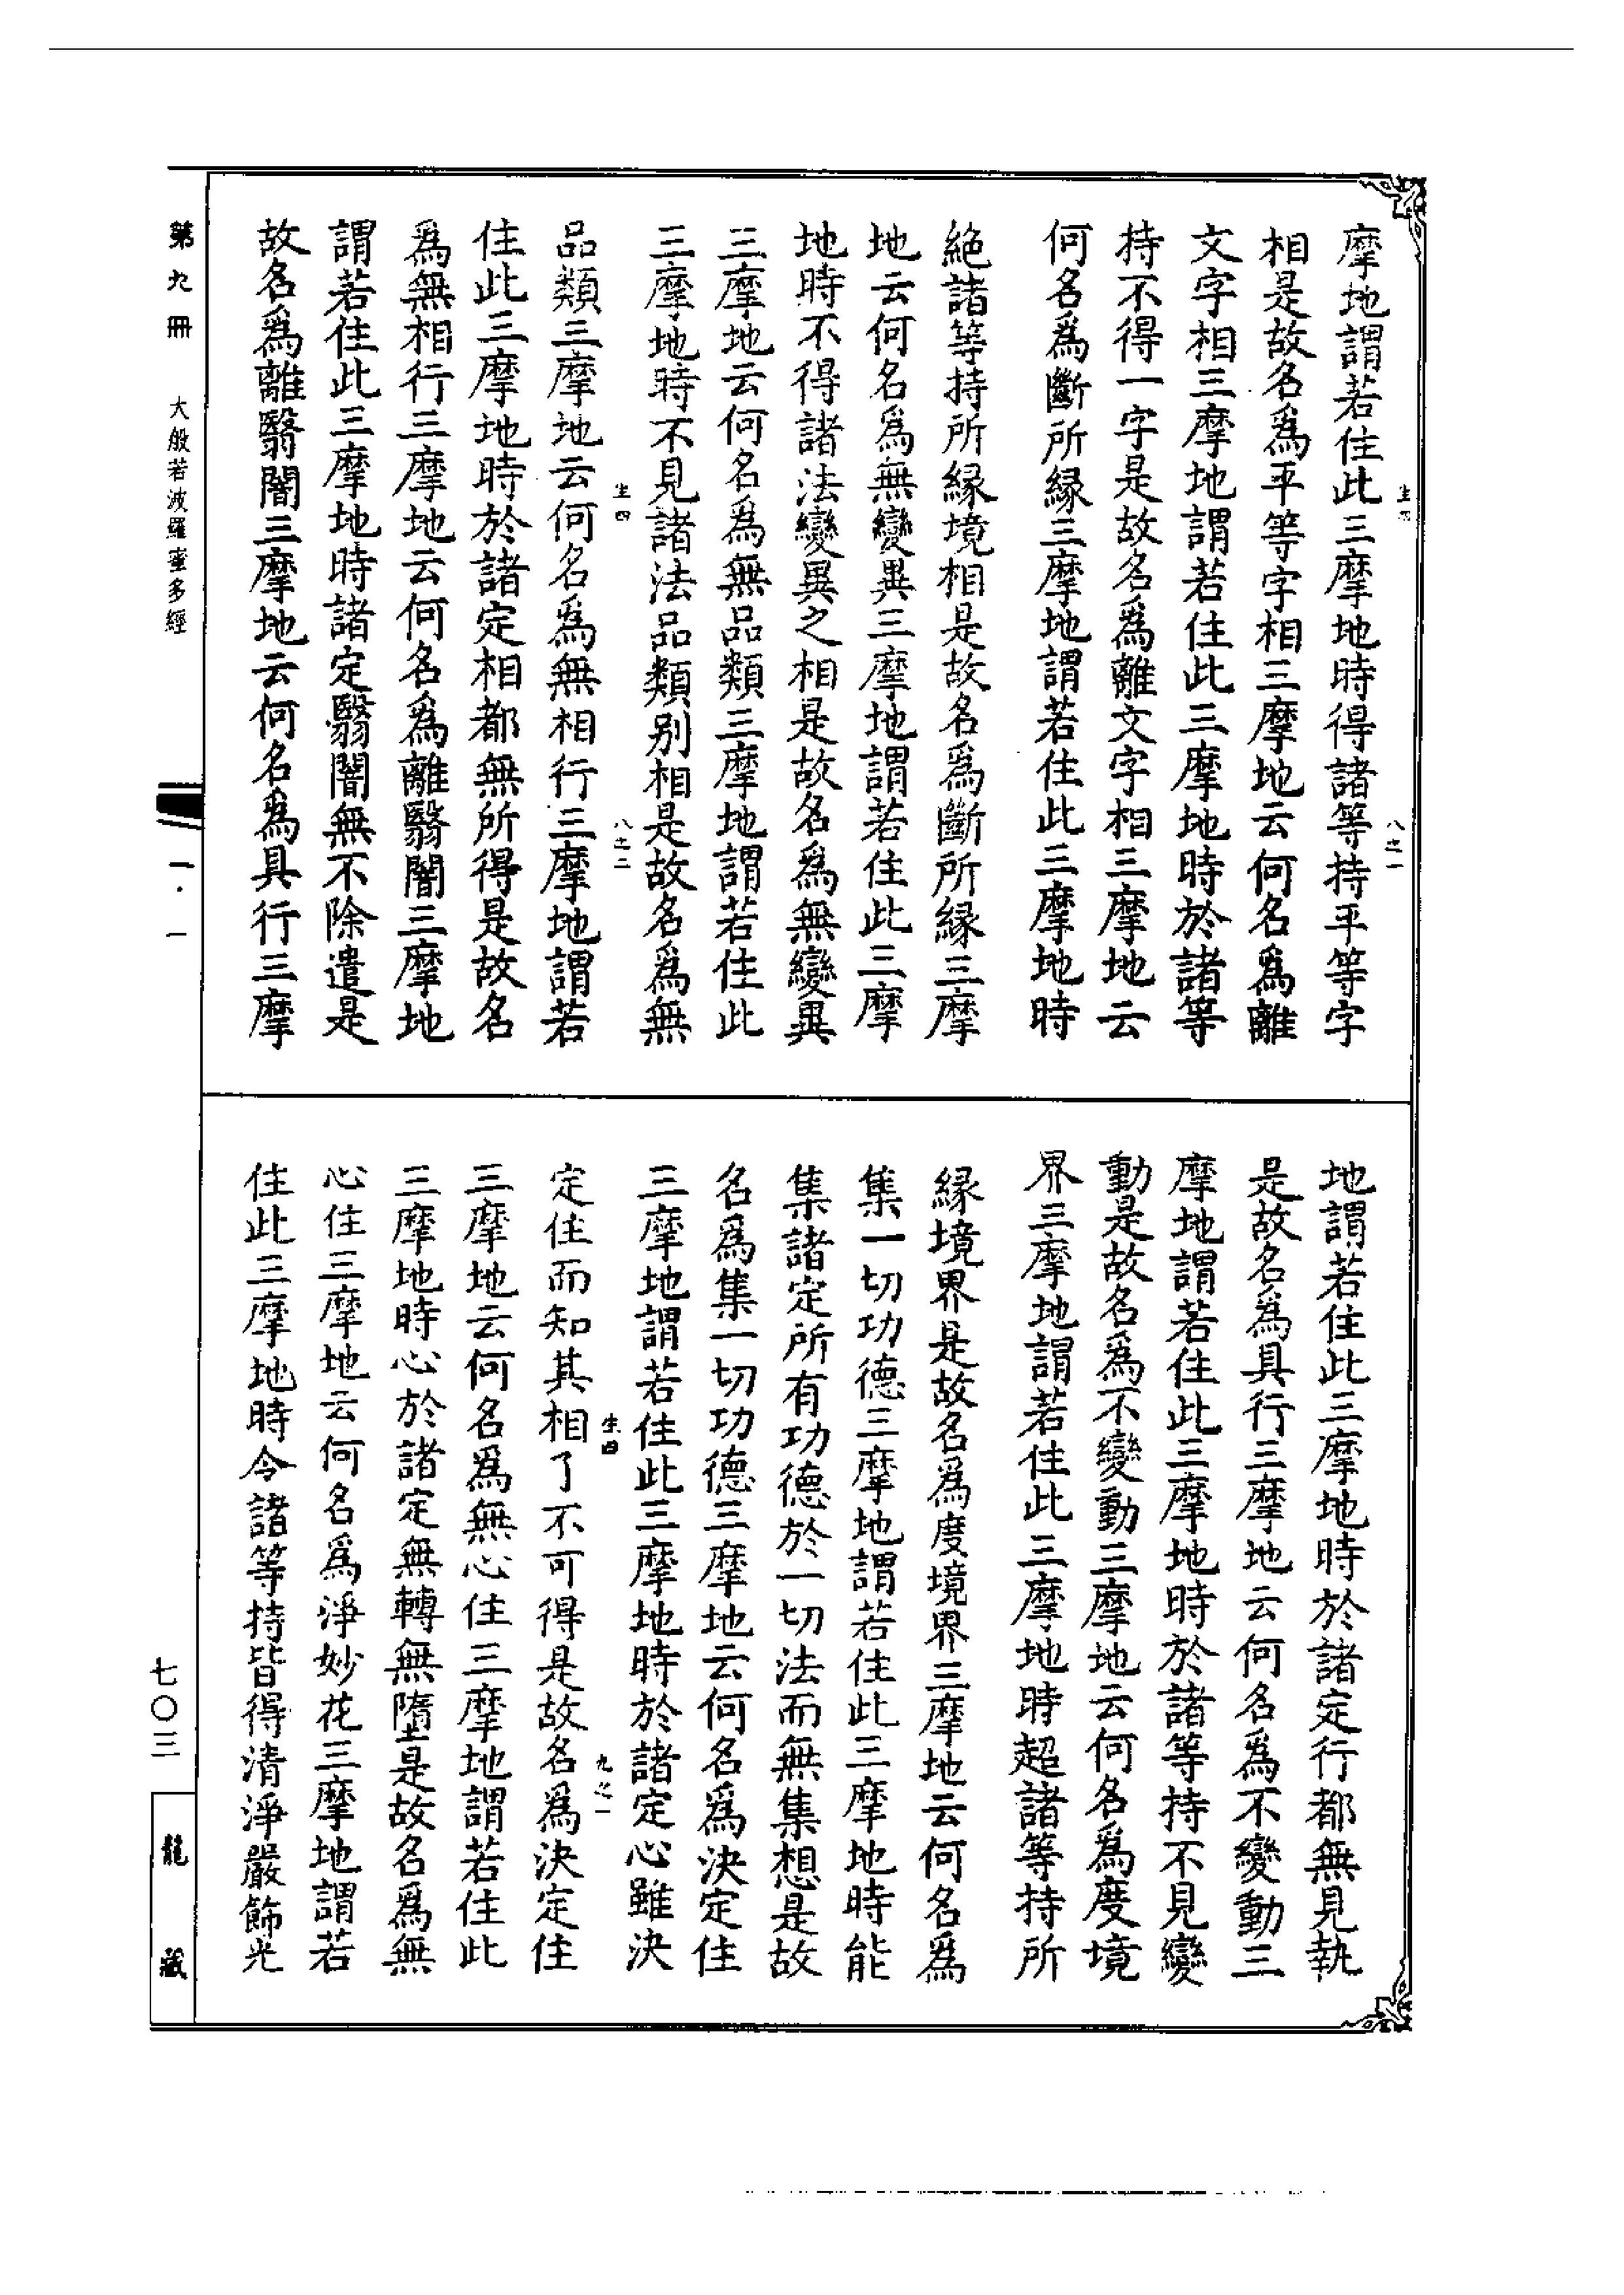 摩地謂若住此三摩地時得諸等持平等字
相是故名爲平等字相三摩地云何名爲離
文字相三摩地謂若住此三摩地時於諸等
持不得一字是故名爲離文字相三摩地云
何名爲斷所緣三摩地謂若住此三摩地時
絕諸等持所緣境相是故名爲斷所緣三摩
地云何名爲無變異三摩地謂若住此三摩
地時不得諸法變異之相是故名爲無變異
三摩地云何名爲無品類三摩地謂若住此
三摩地時不見諸法品類別相是故名爲無
品類三摩地云何名爲無相行三摩地謂若
住此三摩地時於諸定相都無所得是故名
爲無相行三摩地云何名爲離翳闇三摩地
謂若住此三摩地時諸定翳闇無不除遣是
故名爲離翳闇三摩地云何名爲具行三摩
生四
八之一
生四
八之二
地謂若住此三摩地時於諸定行都無見執
是故名爲具行三摩地云何名爲不變動三
摩地謂若住此三摩地時於諸等持不見變
動是故名爲不變動三摩地云何名爲度境
界三摩地謂若住此三摩地時超諸等持所
緣境界是故名爲度境界三摩地云何名爲
集一切功德三摩地謂若住此三摩地時能
集諸定所有功德於一切法而無集想是故
名爲集一切功德三摩地云何名爲決定住
三摩地謂若住此三摩地時於諸定心雖決
定住而知其相了不可得是故名爲決定住
三摩地云何名爲無心住三摩地謂若住此
三摩地時心於諸定無轉無墮是故名爲無
心住三摩地云何名爲淨妙花三摩地謂若
住此三摩地時令諸等持皆得清淨嚴飾光
生四
九之一
第九冊
大般若波羅蜜多經
一·一
七〇三
龍藏